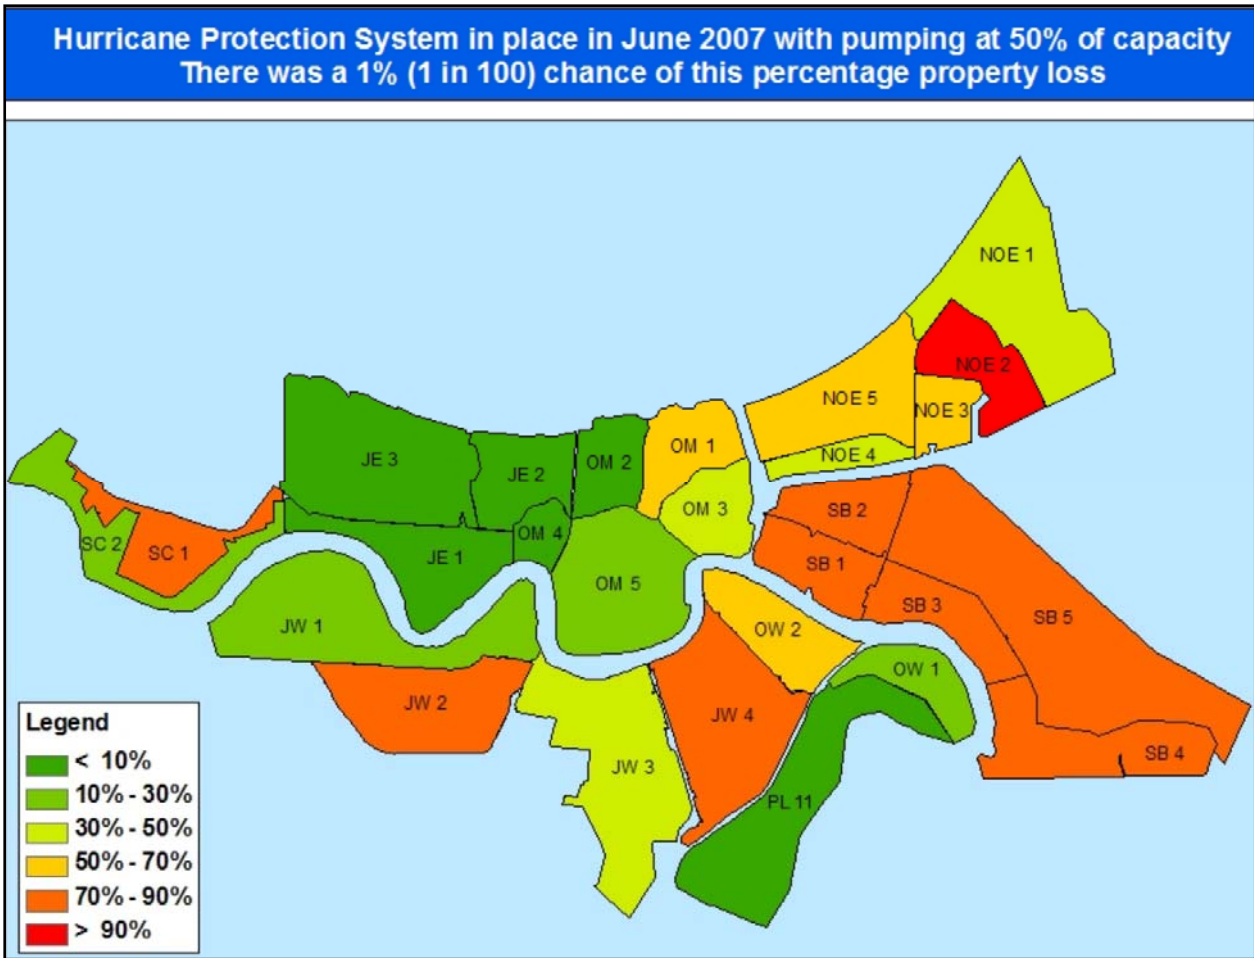 Hurricane Protection System in place in June 2007 with pumping at 50% of capacity
There was a 1% (1 in 100) chance of this percentage property loss
NOE 1
NOE 2
NOE 5
NOE 3
NOE 4
OM 1
OM 2
JE 3
JE 2
OM 3
OM 4
SB 2
SC 2
SC 1
JE 1
SB 1
OM 5
SB 3
SB 5
JW 1
OW 2
OW 1
JW 2
JW 4
SB 4
JW 3
PL 11
Legend
< 10%
10% - 30%
30% - 50%
50% - 70%
70% - 90%
> 90%